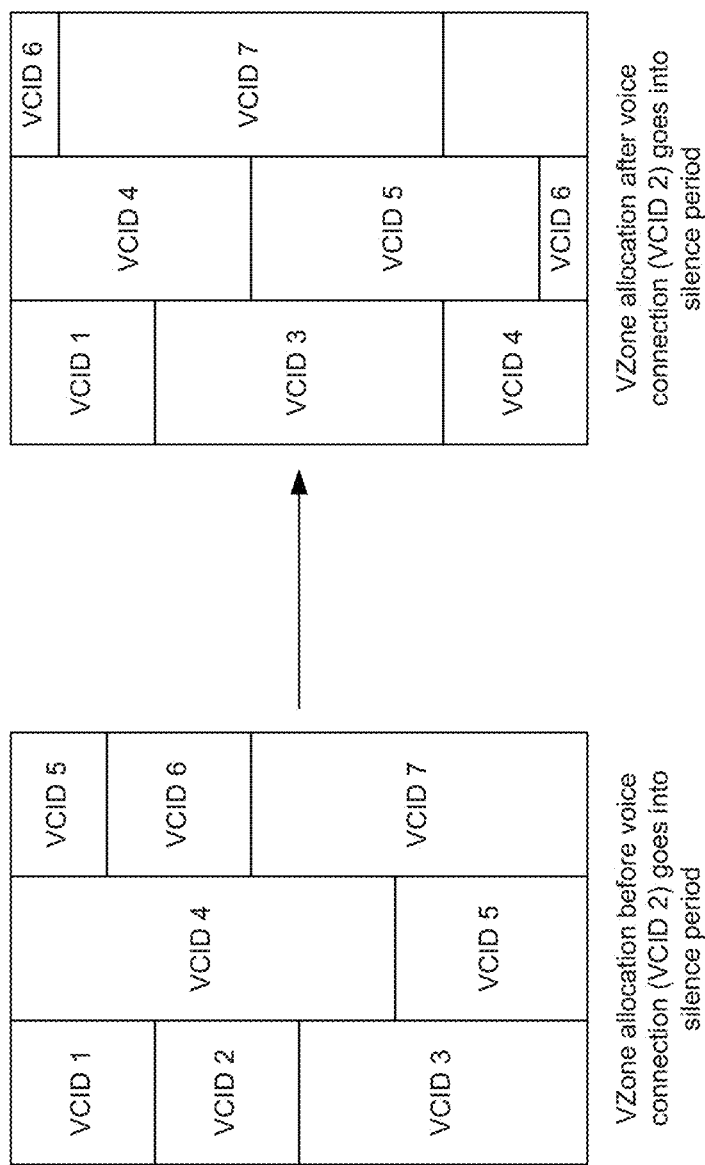 VCID 1
VCID 2
VCID 3
VCID 4
VCID 5
VCID 5
VCID 6
VCID 7
VZone allocation before voice
connection (VCID 2) goes into
silence period
VCID 1
VCID 3
VCID 4
VCID 4
VCID 5
VCID 6
VCID 6
VCID 7
VZone allocation after voice
connection (VCID 2) goes into
silence period